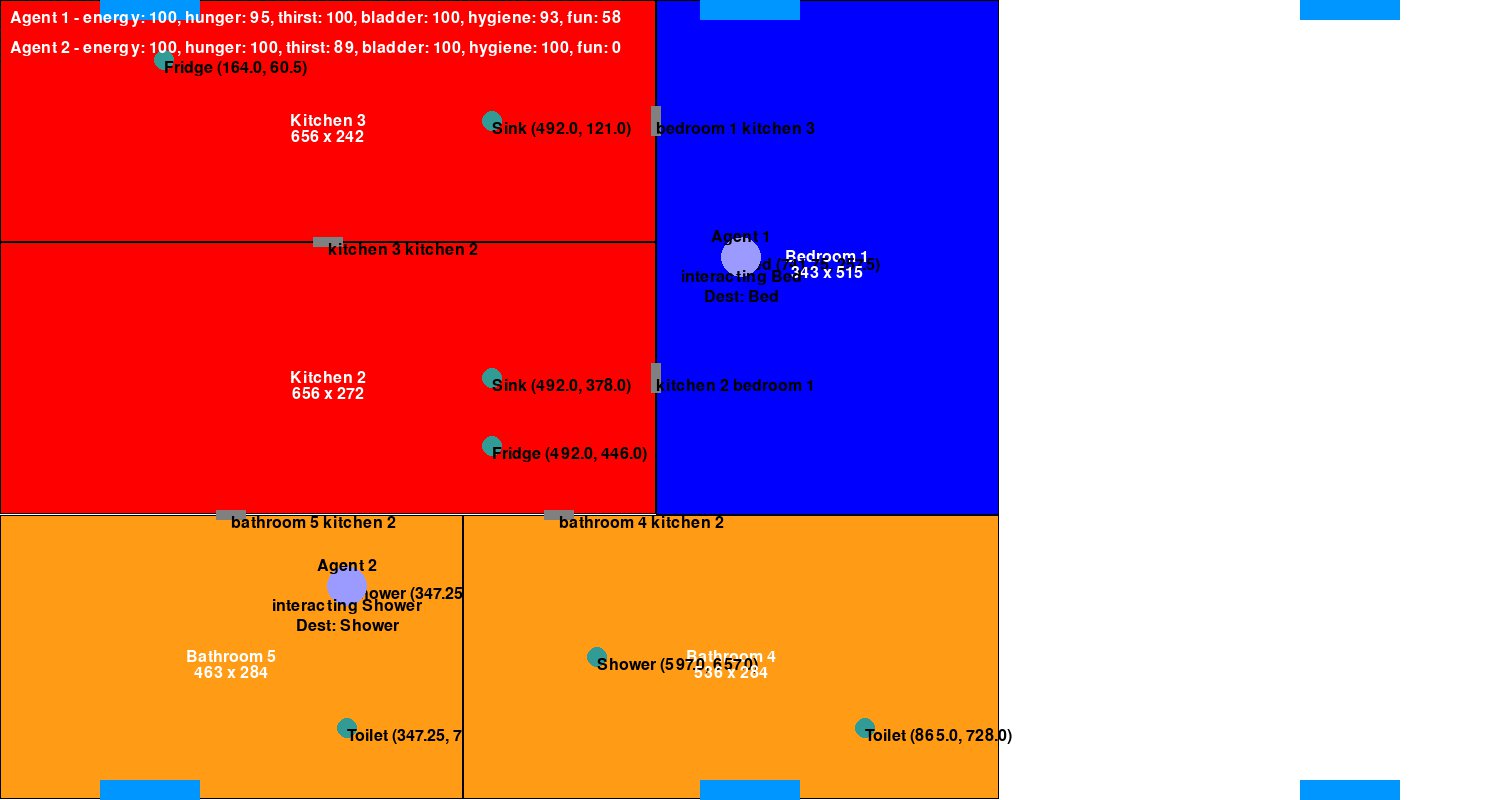 Agent 1 - energy: 100, hunger: 95, thirst: 100, bladder: 100, hygiene: 93, fun: 58
Agent 2 - energy: 100, hunger: 100, thirst: 89, bladder: 100, hygiene: 100, fun: 0
Fridge (164.0, 60.5)
Kitchen 3
656 x 242
Sink (492.0, 121.0)
bedroom 1 kitchen 3
kitchen 3 kitchen 2
Agent 1
Bedroom 1
343 x 515
interacting Bed
Dest: Bed
Kitchen 2
656 x 272
Sink (492.0, 378.0)
kitchen 2 bedroom 1
Fridge (492.0, 446.0)
bathroom 5 kitchen 2
bathroom 4 kitchen 2
Agent 2
ower (347.25
interacting Shower
Dest: Shower
Bathroom 5
463 x 284
Shower (597.0, 657.0)
Bathroom 4
536 x 284
Toilet (347.25, 7
Toilet (865.0, 728.0)